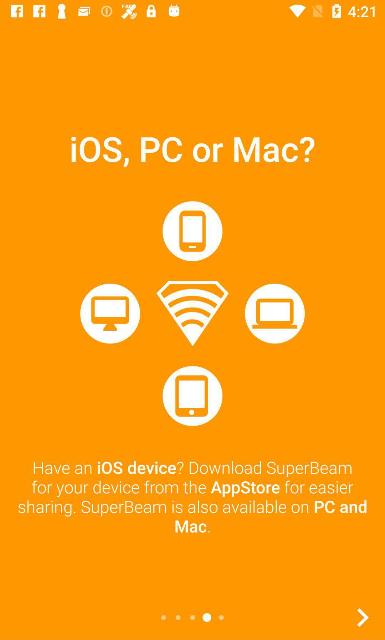 4:21
iOS, PC or Mac?
Have an iOS device? Download SuperBeam
for your device from the AppStore for easier
sharing. SuperBeam is also available on PC and
Mac.